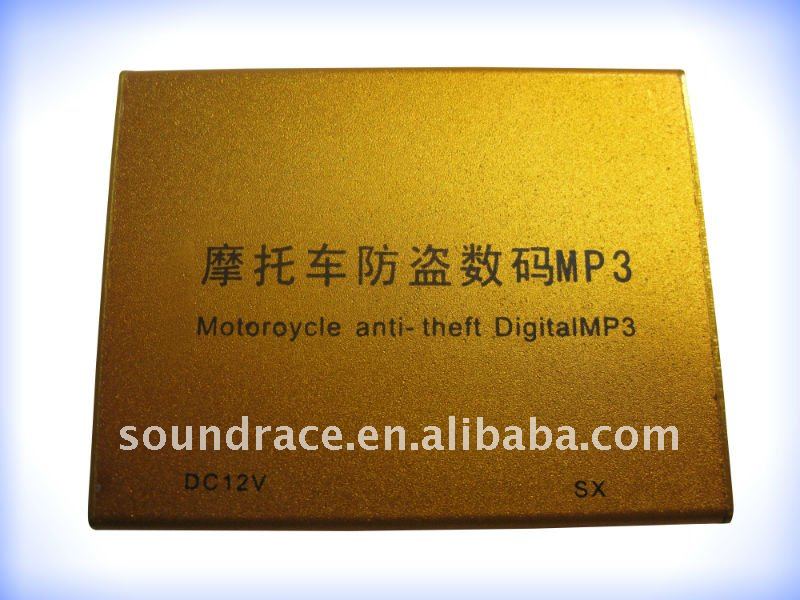 摩托车防盗数码MP3
Motoroycle anti-theft DigitalMP3
soundrace.en.alibaba.com
DC12V SX